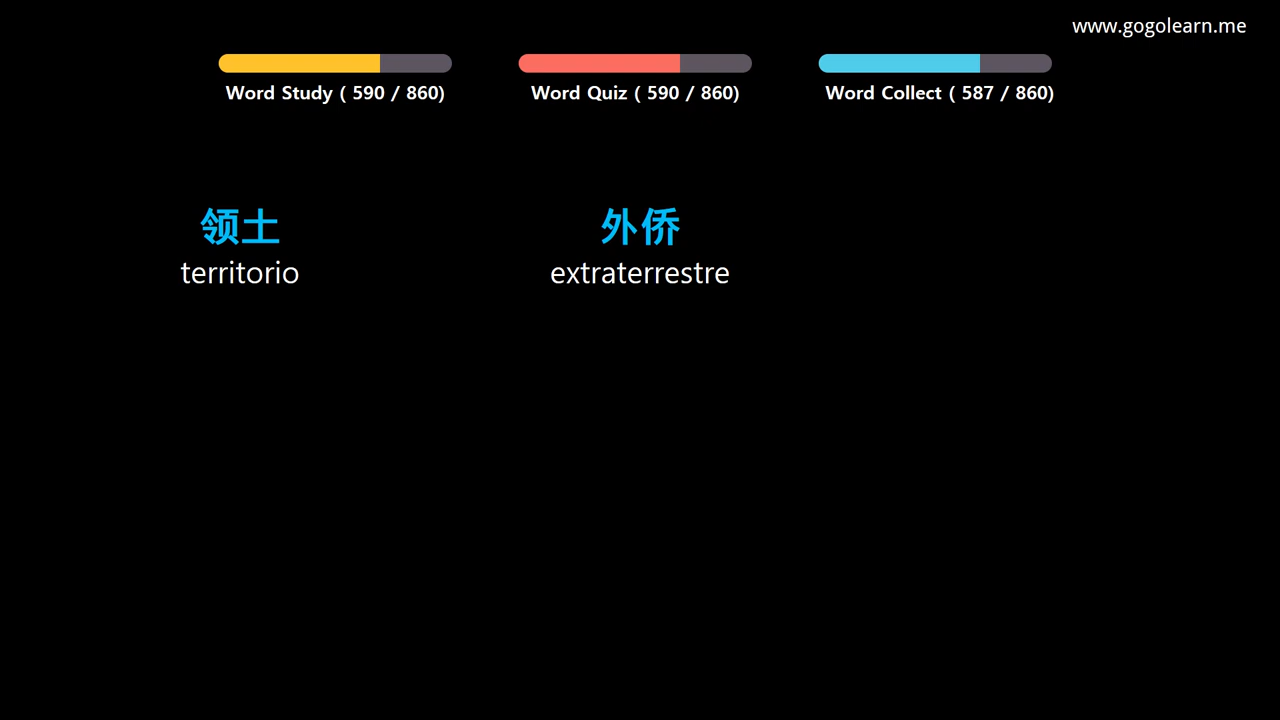 www.gogolearn.me
Word Study ( 590 / 860)
Word Quiz ( 590 / 860)
Word Collect ( 587 / 860)
领土
territorio
外侨
extraterrestre